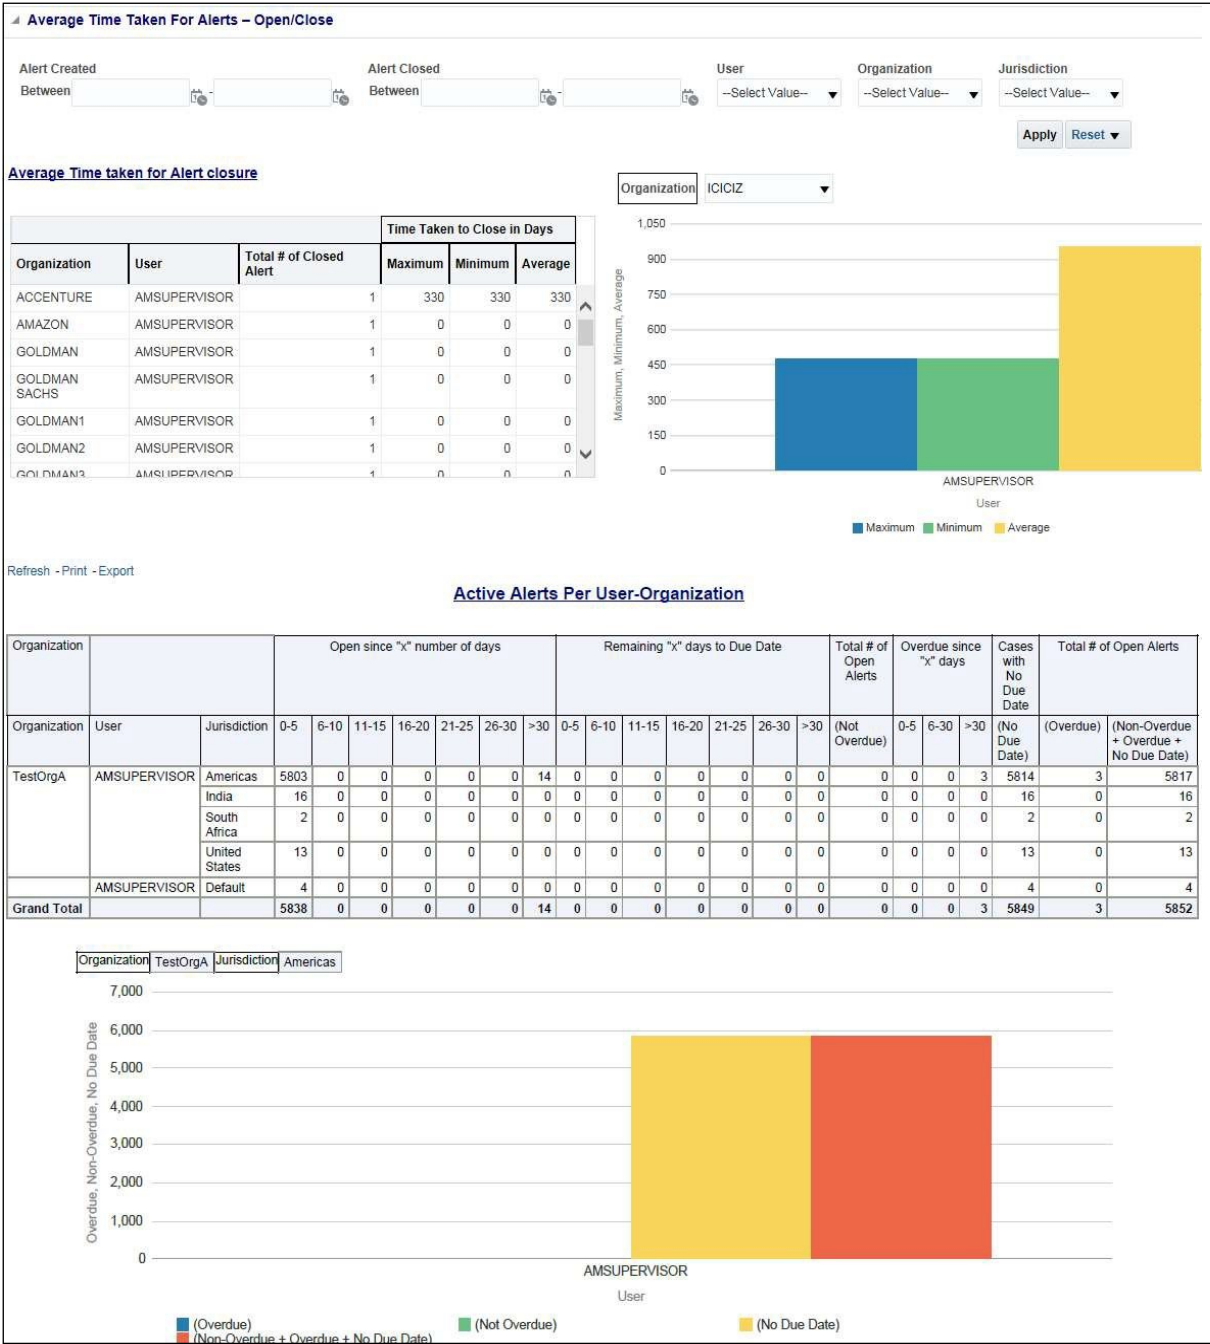 Average Time Taken For Alerts – Open/Close
Alert Created
Between
-
Alert Closed
Between
-
User
--Select Value--
Organization
--Select Value--
Jurisdiction
--Select Value--
Apply
Reset
Average Time taken for Alert closure
Time Taken to Close in Days
Organization User Total # of Closed Alert Maximum Minimum Average
ACCENTURE AMSUPERVISOR 1 330 330 330
AMAZON AMSUPERVISOR 1 0 0 0
GOLDMAN AMSUPERVISOR 1 0 0 0
GOLDMAN SACHS AMSUPERVISOR 1 0 0 0
GOLDMAN1 AMSUPERVISOR 1 0 0 0
GOLDMAN2 AMSUPERVISOR 1 0 0 0
GOLDMAN3 AMSUPERVISOR 1 0 0 0
Organization ICICIZ
1,050
900
750
600
450
300
150
0
Maximum, Minimum, Average
AMSUPERVISOR
User
Maximum Minimum Average
Refresh - Print - Export
Active Alerts Per User-Organization
Organization Open since "x" number of days Remaining "x" days to Due Date Total # of Open Alerts Overdue since "x" days Cases with No Due Date Total # of Open Alerts
Organization User Jurisdiction 0-5 6-10 11-15 16-20 21-25 26-30 >30 0-5 6-10 11-15 16-20 21-25 26-30 >30 (Not Overdue) 0-5 6-30 >30 (No Due Date) (Overdue) (Non-Overdue + Overdue + No Due Date)
TestOrgA AMSUPERVISOR Americas 5803 0 0 0 0 0 14 0 0 0 0 0 0 0 0 0 0 3 5814 3 5817
India 16 0 0 0 0 0 0 0 0 0 0 0 0 0 0 0 0 0 16 0 16
South Africa 2 0 0 0 0 0 0 0 0 0 0 0 0 0 0 0 0 0 2 0 2
United States 13 0 0 0 0 0 0 0 0 0 0 0 0 0 0 0 0 0 13 0 13
AMSUPERVISOR Default 4 0 0 0 0 0 0 0 0 0 0 0 0 0 0 0 0 0 4 0 4
Grand Total 5838 0 0 0 0 0 14 0 0 0 0 0 0 0 0 0 0 3 5849 3 5852
Organization TestOrgA Jurisdiction Americas
7,000
6,000
5,000
4,000
3,000
2,000
1,000
0
Overdue, Non-Overdue, No Due Date
AMSUPERVISOR
User
(Overdue) (Not Overdue) (No Due Date)
(Non-Overdue + Overdue + No Due Date)